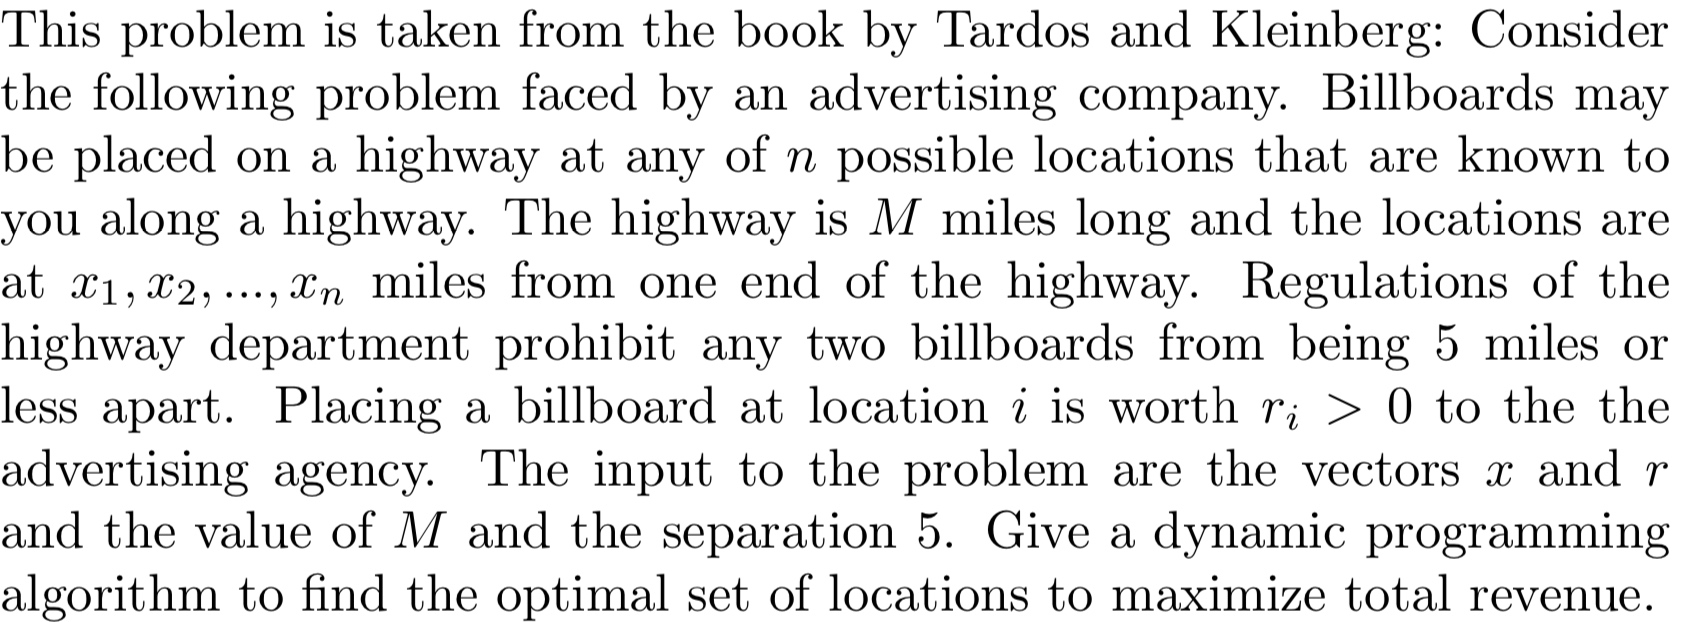 This problem is taken from the book by Tardos and Kleinberg: Consider
the following problem faced by an advertising company. Billboards may
be placed on a highway at any of n possible locations that are known to
you along a highway. The highway is M miles long and the locations are
at x₁, x₂, ..., xₙ miles from one end of the highway. Regulations of the
highway department prohibit any two billboards from being 5 miles or
less apart. Placing a billboard at location i is worth rᵢ > 0 to the the
advertising agency. The input to the problem are the vectors x and r
and the value of M and the separation 5. Give a dynamic programming
algorithm to find the optimal set of locations to maximize total revenue.